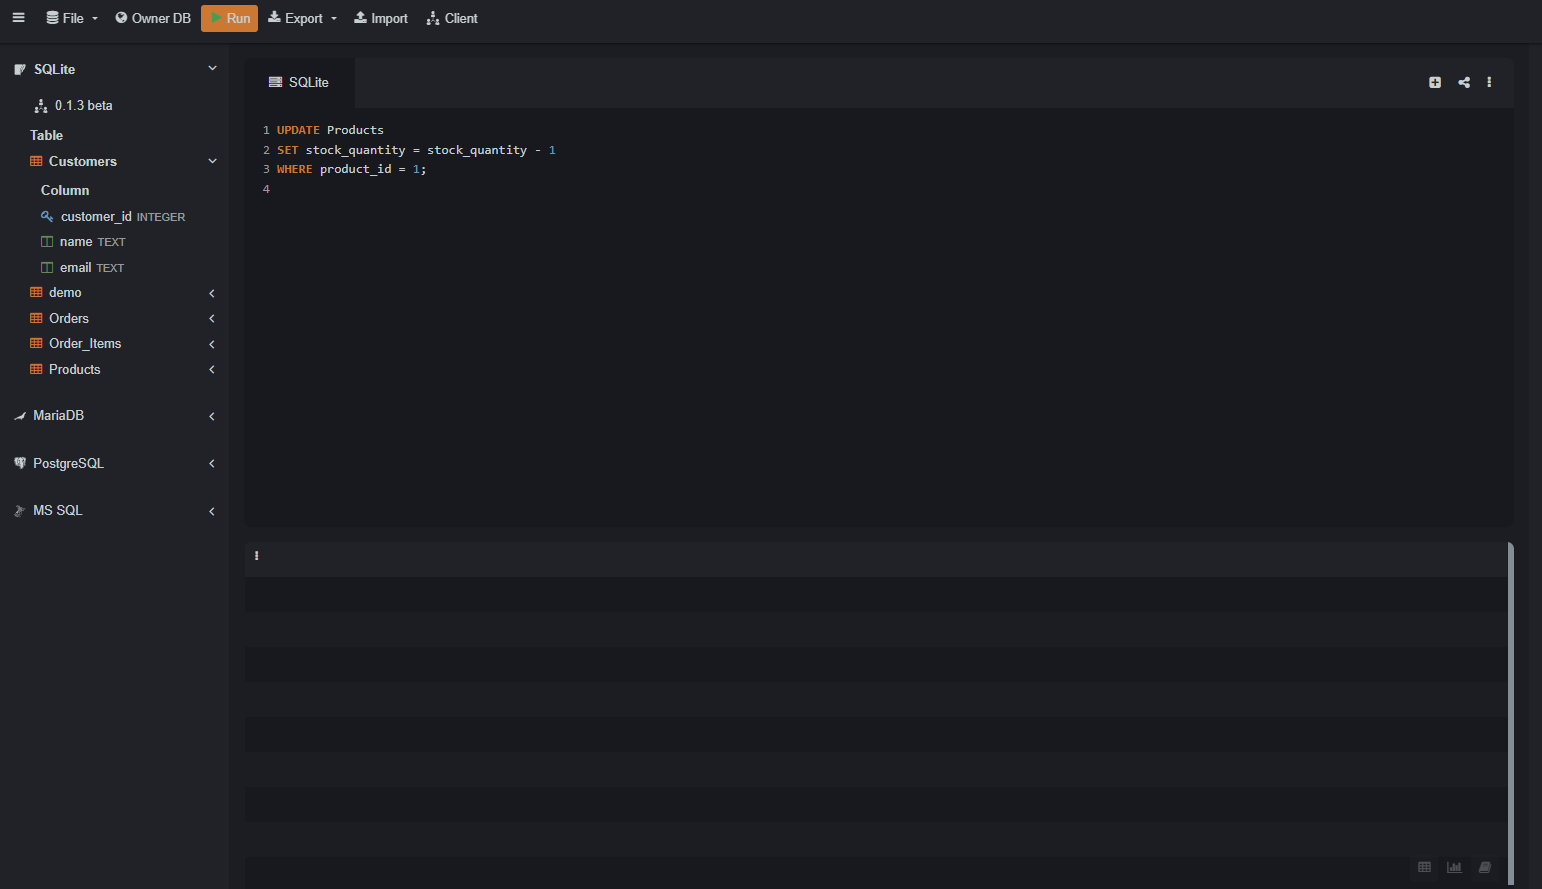 File Owner DB Run Export Import Client
SQLite
0.1.3 beta
Table
Customers
Column
customer_id INTEGER
name TEXT
email TEXT
demo
Orders
Order_Items
Products
MariaDB
PostgreSQL
MS SQL
SQLite
1 UPDATE Products
2 SET stock_quantity = stock_quantity - 1
3 WHERE product_id = 1;
4